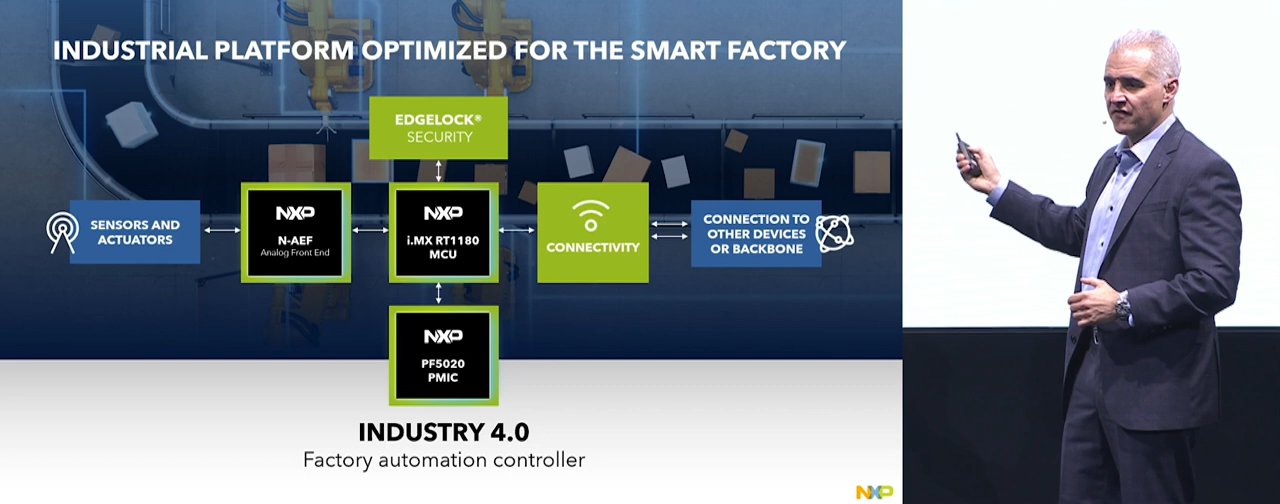 INDUSTRIAL PLATFORM OPTIMIZED FOR THE SMART FACTORY
EDGELOCK®
SECURITY
SENSORS AND
ACTUATORS
NXP
N-AEF
Analog Front End
NXP
i.MX RT1180
MCU
CONNECTIVITY
CONNECTION TO
OTHER DEVICES
OR BACKBONE
NXP
PF5020
PMIC
INDUSTRY 4.0
Factory automation controller
NXP